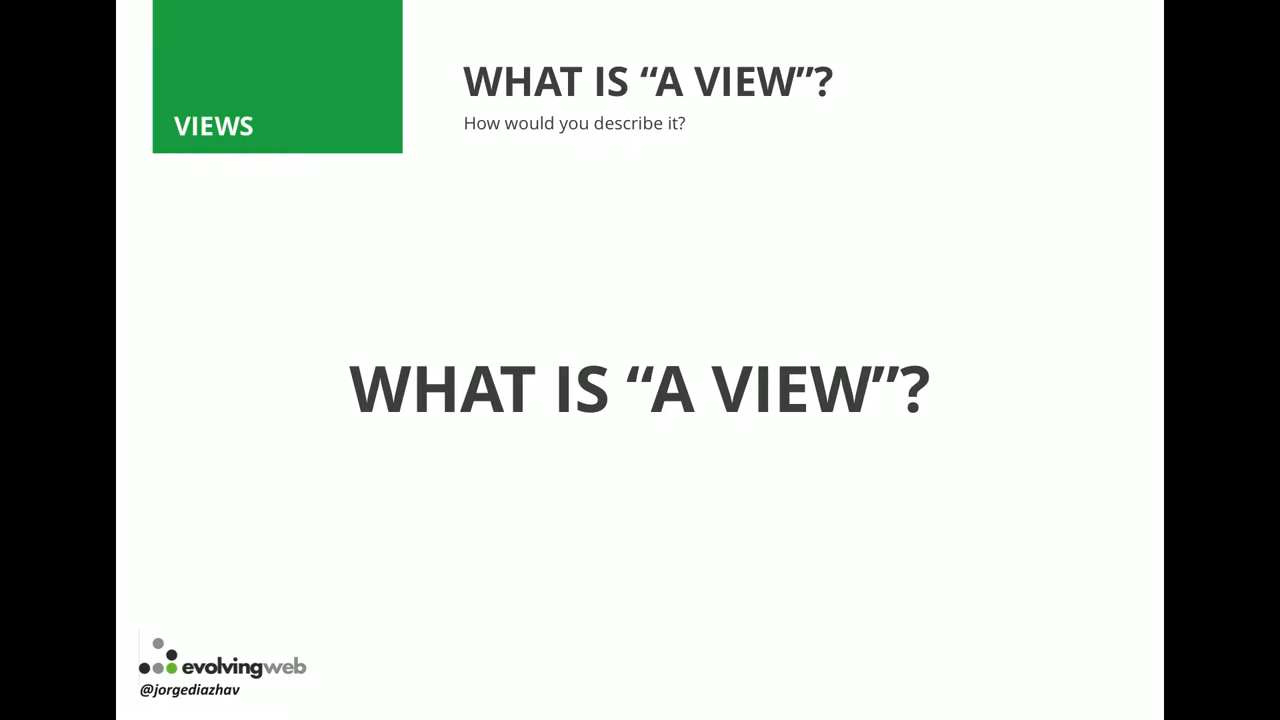 VIEWS
WHAT IS “A VIEW”?
How would you describe it?
WHAT IS “A VIEW”?
evolvingweb
@jorgediazhav